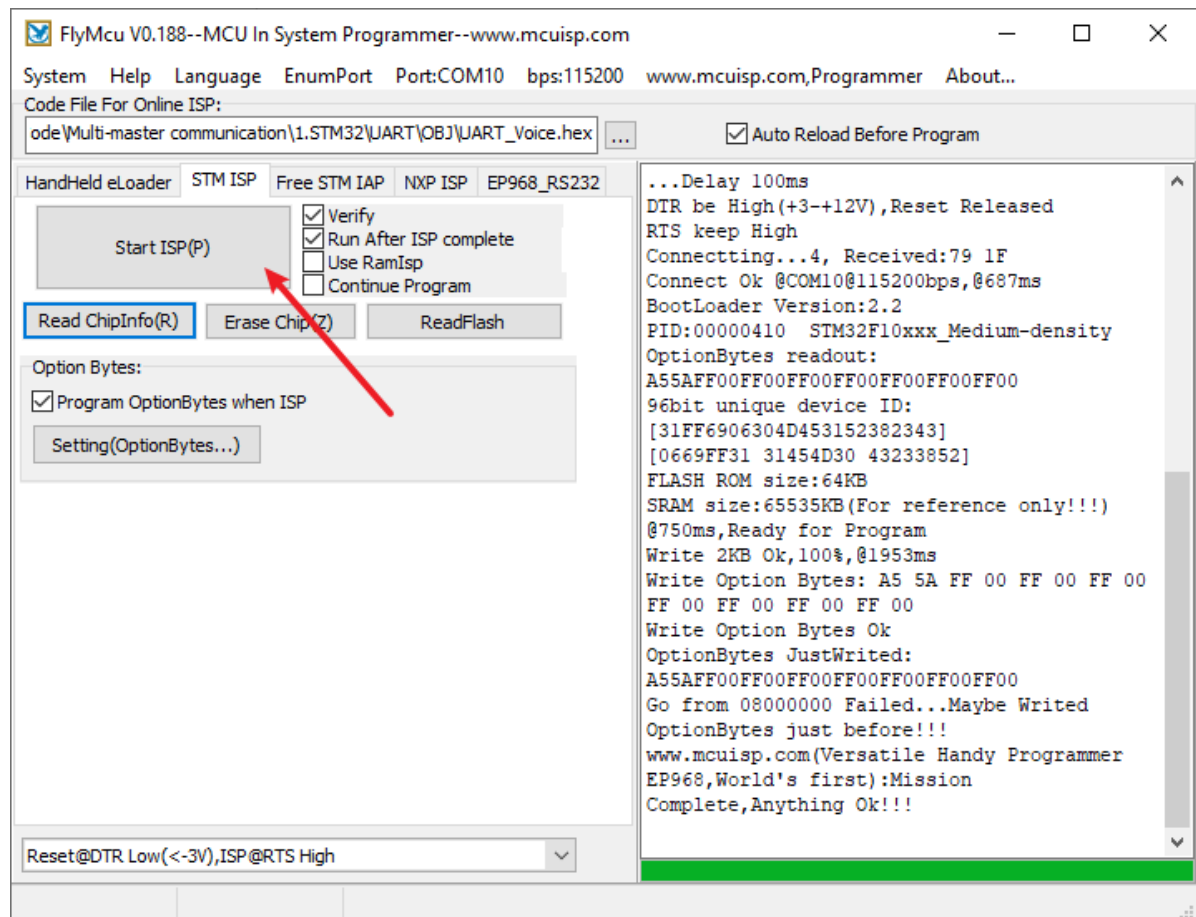 FlyMcu V0.188--MCU In System Programmer--www.mcuisp.com
System Help Language EnumPort Port:COM10 bps:115200 www.mcuisp.com,Programmer About...
Code File For Online ISP:
ode\Multi-master communication\1.STM32\UART\OBJ\UART_Voice.hex ... Auto Reload Before Program
HandHeld eLoader STM ISP Free STM IAP NXP ISP EP968_RS232
Start ISP(P)
Verify
Run After ISP complete
Use RamIsp
Continue Program
Read ChipInfo(R) Erase Chip(Z) ReadFlash
Option Bytes:
Program OptionBytes when ISP
Setting(OptionBytes...)
Reset@DTR Low(<-3V),ISP@RTS High
...Delay 100ms
DTR be High(+3-+12V),Reset Released
RTS keep High
Connectting...4, Received:79 1F
Connect Ok @COM10@115200bps,@687ms
BootLoader Version:2.2
PID:00000410 STM32F10xxx_Medium-density
OptionBytes readout:
A55AFF00FF00FF00FF00FF00FF00FF00
96bit unique device ID:
[31FF6906304D453152382343]
[0669FF31 31454D30 43233852]
FLASH ROM size:64KB
SRAM size:65535KB(For reference only!!!)
@750ms,Ready for Program
Write 2KB Ok,100%,@1953ms
Write Option Bytes: A5 5A FF 00 FF 00 FF 00
FF 00 FF 00 FF 00 FF 00
Write Option Bytes Ok
OptionBytes JustWrited:
A55AFF00FF00FF00FF00FF00FF00FF00
Go from 08000000 Failed...Maybe Writed
OptionBytes just before!!!
www.mcuisp.com(Versatile Handy Programmer
EP968,World's first):Mission
Complete,Anything Ok!!!